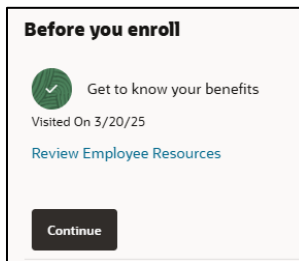 Before you enroll
Get to know your benefits
Visited On 3/20/25
Review Employee Resources
Continue